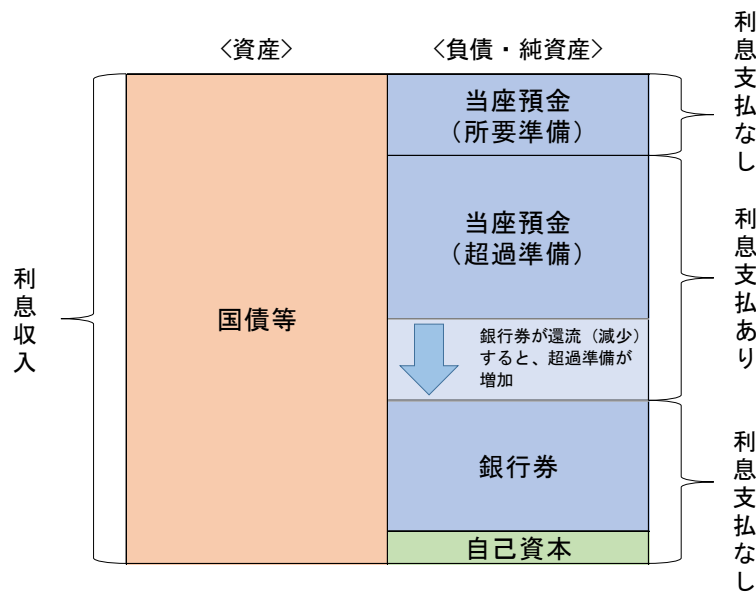 <資産>
<負債・純資産>
利息収入
国債等
当座預金
（所要準備）
当座預金
（超過準備）
銀行券が還流（減少）
すると、超過準備が
増加
銀行券
自己資本
利息支払なし
利息支払あり
利息支払なし